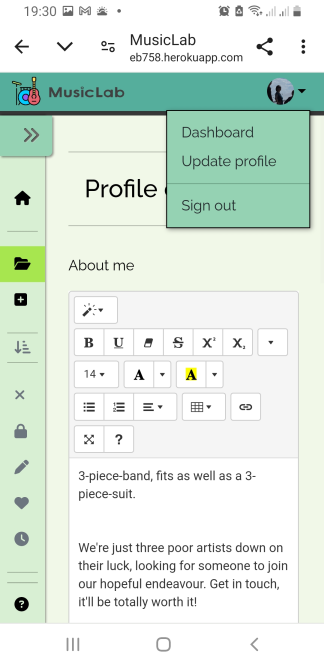 19:30
MusicLab
eb758.herokuapp.com
MusicLab
Dashboard
Update profile
Sign out
Profile
About me
B U S X² X₂
14 A A
?
3-piece-band, fits as well as a 3-
piece-suit.
We're just three poor artists down on
their luck, looking for someone to join
our hopeful endeavour. Get in touch,
it'll be totally worth it!